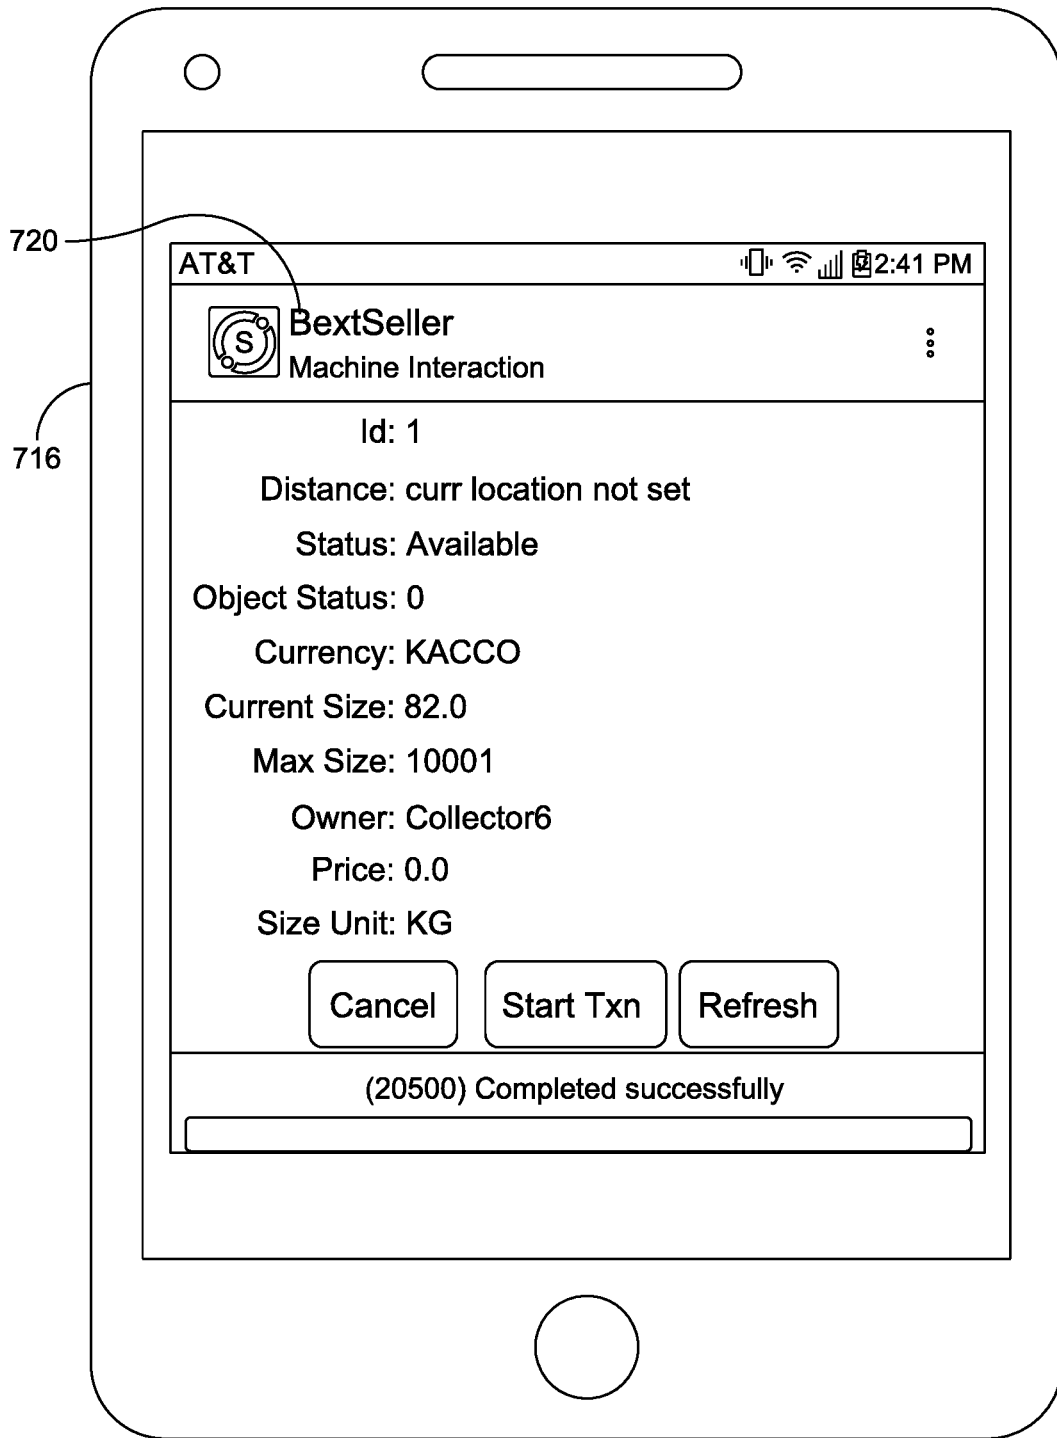 720
AT&T 2:41 PM
S BextSeller
Machine Interaction
716
Id: 1
Distance: curr location not set
Status: Available
Object Status: 0
Currency: KACCO
Current Size: 82.0
Max Size: 10001
Owner: Collector6
Price: 0.0
Size Unit: KG
Cancel Start Txn Refresh
(20500) Completed successfully